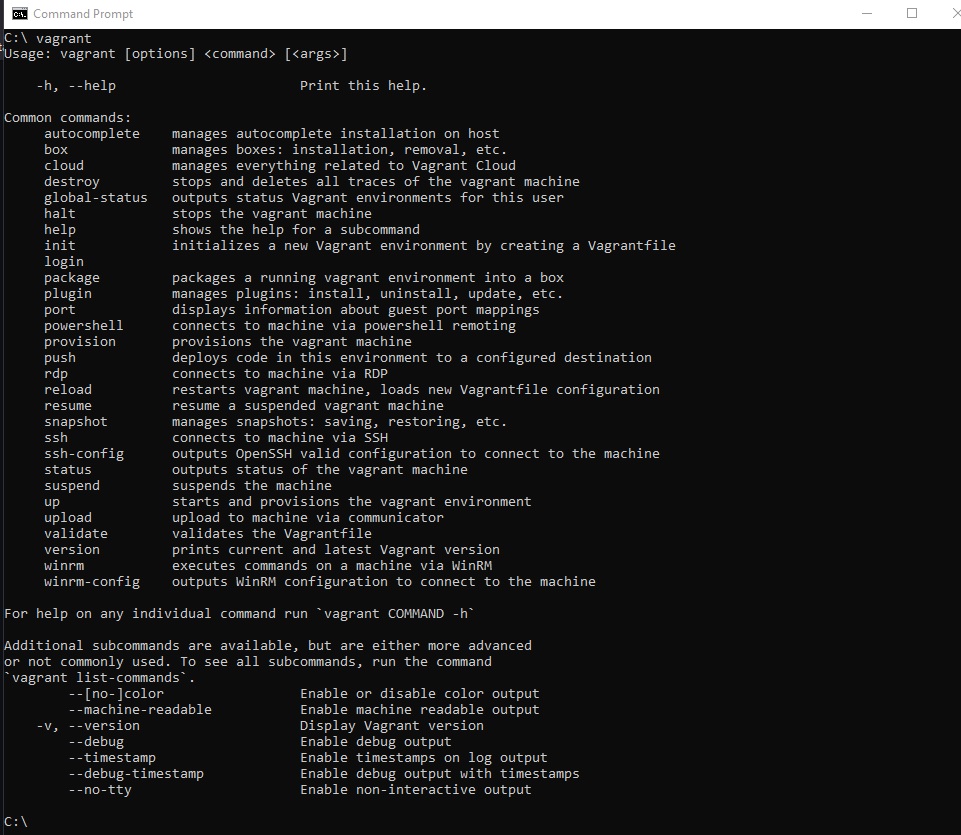 Command Prompt
C:\ vagrant
Usage: vagrant [options] <command> [<args>]
    -h, --help                       Print this help.
Common commands:
     autocomplete    manages autocomplete installation on host
     box             manages boxes: installation, removal, etc.
     cloud           manages everything related to Vagrant Cloud
     destroy         stops and deletes all traces of the vagrant machine
     global-status   outputs status Vagrant environments for this user
     halt            stops the vagrant machine
     help            shows the help for a subcommand
     init            initializes a new Vagrant environment by creating a Vagrantfile
     login
     package         packages a running vagrant environment into a box
     plugin          manages plugins: install, uninstall, update, etc.
     port            displays information about guest port mappings
     powershell      connects to machine via powershell remoting
     provision       provisions the vagrant machine
     push            deploys code in this environment to a configured destination
     rdp             connects to machine via RDP
     reload          restarts vagrant machine, loads new Vagrantfile configuration
     resume          resume a suspended vagrant machine
     snapshot        manages snapshots: saving, restoring, etc.
     ssh             connects to machine via SSH
     ssh-config      outputs OpenSSH valid configuration to connect to the machine
     status          outputs status of the vagrant machine
     suspend         suspends the machine
     up              starts and provisions the vagrant environment
     upload          upload to machine via communicator
     validate        validates the Vagrantfile
     version         prints current and latest Vagrant version
     winrm           executes commands on a machine via WinRM
     winrm-config    outputs WinRM configuration to connect to the machine
For help on any individual command run `vagrant COMMAND -h`
Additional subcommands are available, but are either more advanced
or not commonly used. To see all subcommands, run the command
`vagrant list-commands`.
        --[no-]color                 Enable or disable color output
        --machine-readable           Enable machine readable output
    -v, --version                    Display Vagrant version
        --debug                      Enable debug output
        --timestamp                  Enable timestamps on log output
        --debug-timestamp            Enable debug output with timestamps
        --no-tty                     Enable non-interactive output
C:\